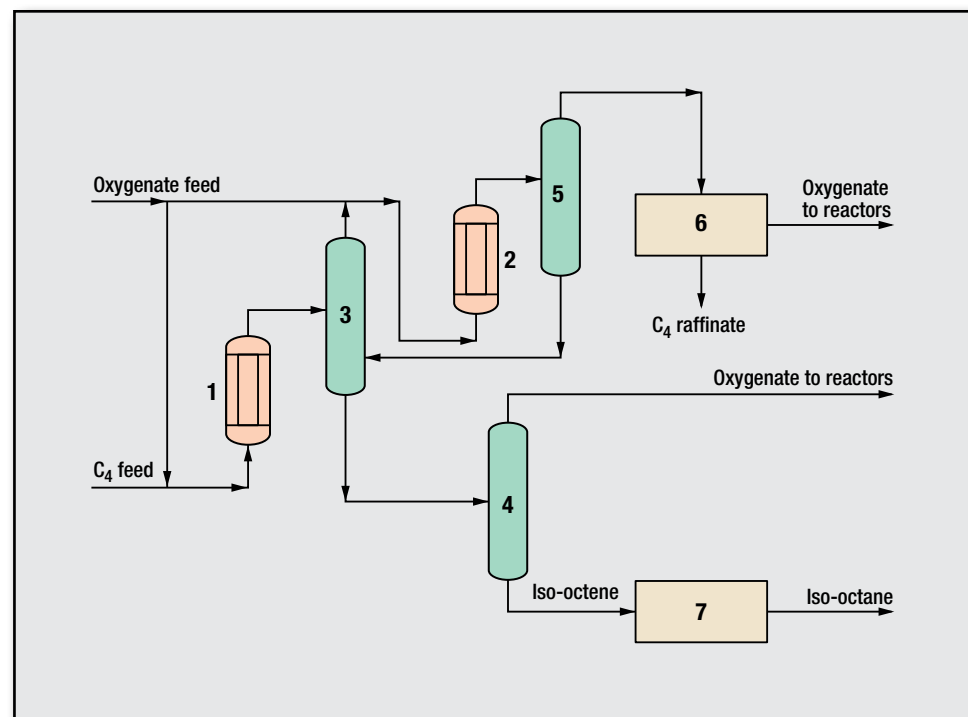 Oxygenate feed
5
Oxygenate
to reactors
6
2
3
C₄ raffinate
1
Oxygenate to reactors
C₄ feed
4
Iso-octene
7
Iso-octane